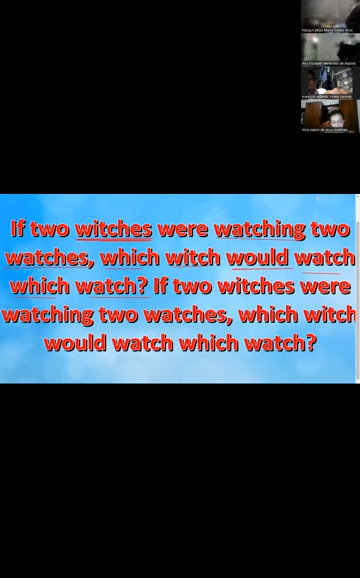 If two witches were watching two
watches, which witch would watch
which watch? If two witches were
watching two watches, which witch
would watch which watch?